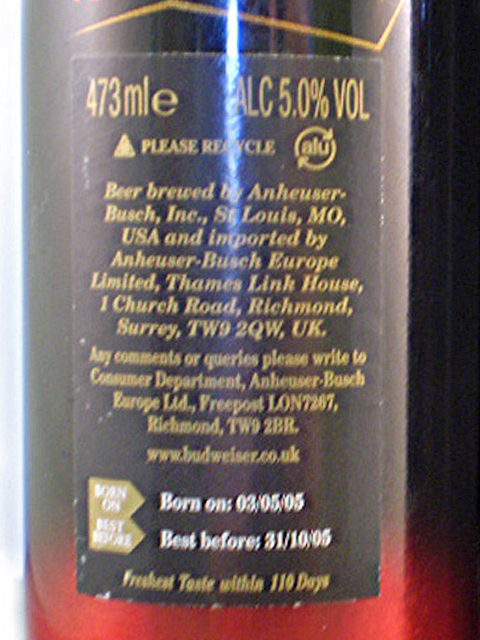 473ml e ALC 5.0% VOL
PLEASE RECYCLE alu
Beer brewed by Anheuser-
Busch, Inc., St Louis, MO,
USA and imported by
Anheuser-Busch Europe
Limited, Thames Link House,
1 Church Road, Richmond,
Surrey, TW9 2QW, UK.
Any comments or queries please write to
Consumer Department, Anheuser-Busch
Europe Ltd., Freepost LON7267,
Richmond, TW9 2BR.
www.budweiser.co.uk
BORN
ON
Born on: 03/05/05
BEST
BEFORE
Best before: 31/10/05
Freshest Taste within 110 Days